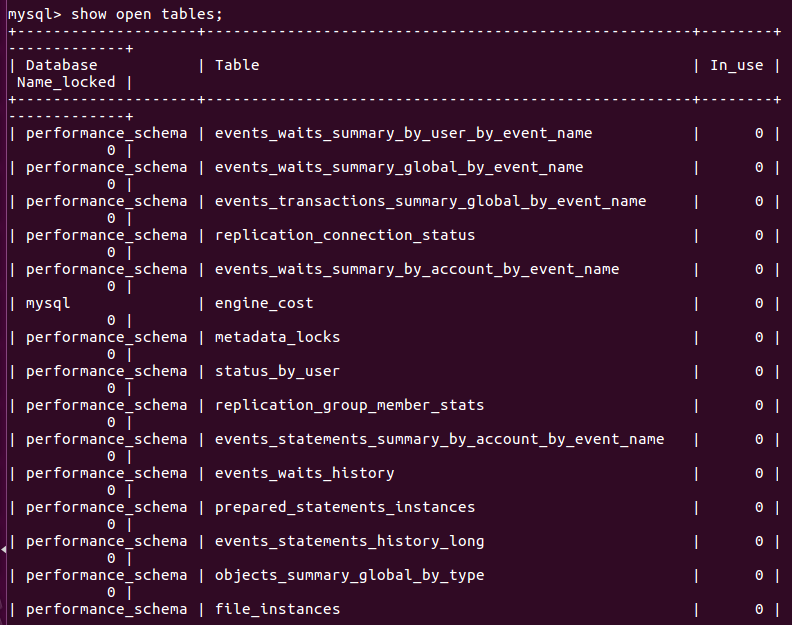 mysql> show open tables;
+--------------------+------------------------------------------------------+--------+
-------------+
| Database           | Table                                                | In_use |
 Name_locked |
+--------------------+------------------------------------------------------+--------+
-------------+
| performance_schema | events_waits_summary_by_user_by_event_name           |      0 |
           0 |
| performance_schema | events_waits_summary_global_by_event_name            |      0 |
           0 |
| performance_schema | events_transactions_summary_global_by_event_name     |      0 |
           0 |
| performance_schema | replication_connection_status                        |      0 |
           0 |
| performance_schema | events_waits_summary_by_account_by_event_name        |      0 |
           0 |
| mysql              | engine_cost                                          |      0 |
           0 |
| performance_schema | metadata_locks                                       |      0 |
           0 |
| performance_schema | status_by_user                                       |      0 |
           0 |
| performance_schema | replication_group_member_stats                       |      0 |
           0 |
| performance_schema | events_statements_summary_by_account_by_event_name   |      0 |
           0 |
| performance_schema | events_waits_history                                 |      0 |
           0 |
| performance_schema | prepared_statements_instances                        |      0 |
           0 |
| performance_schema | events_statements_history_long                       |      0 |
           0 |
| performance_schema | objects_summary_global_by_type                       |      0 |
           0 |
| performance_schema | file_instances                                       |      0 |